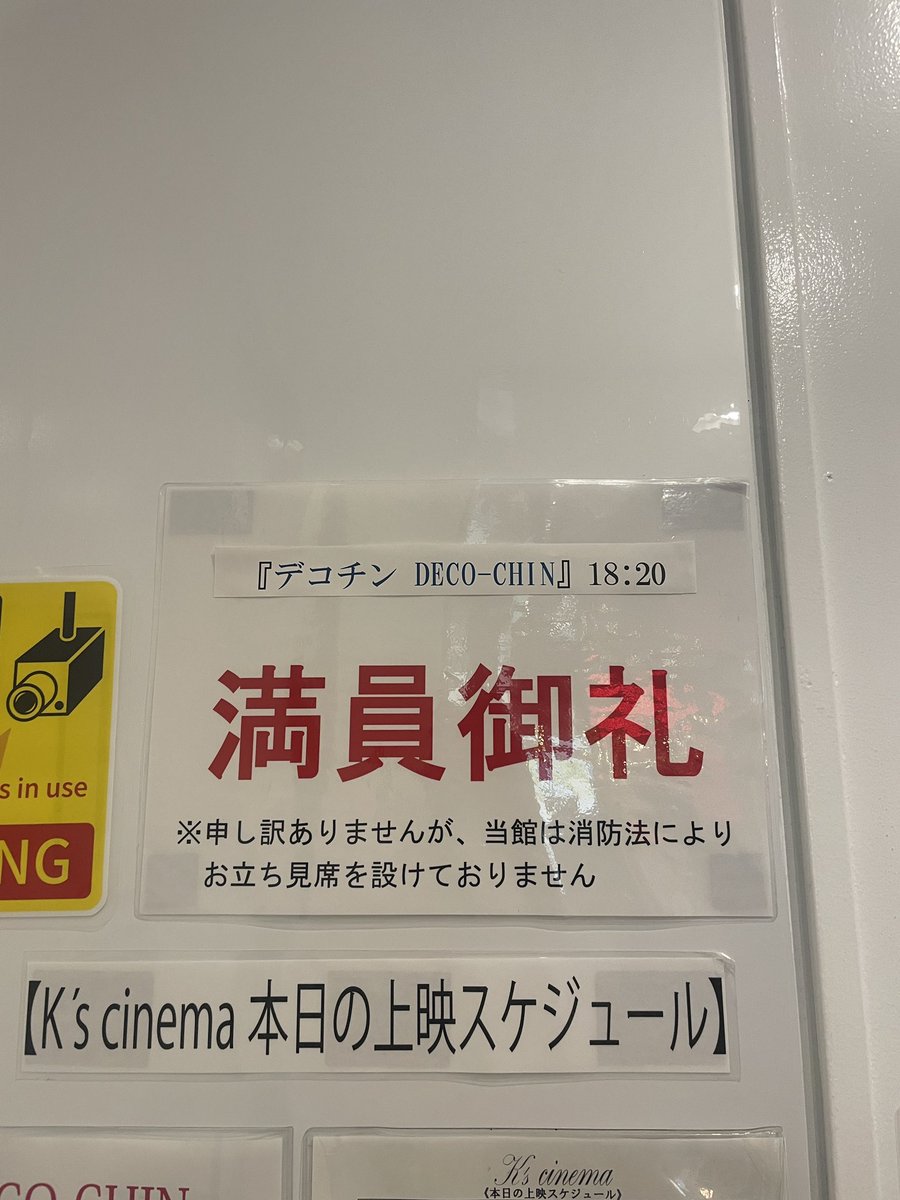 『デコチン DECO-CHIN』 18:20
満員御礼
※申し訳ありませんが、当館は消防法により
お立ち見席を設けておりません
s in use
NG
【K's cinema 本日の上映スケジュール】
CO-CHIN
K's cinema
《本日の上映スケジュール》